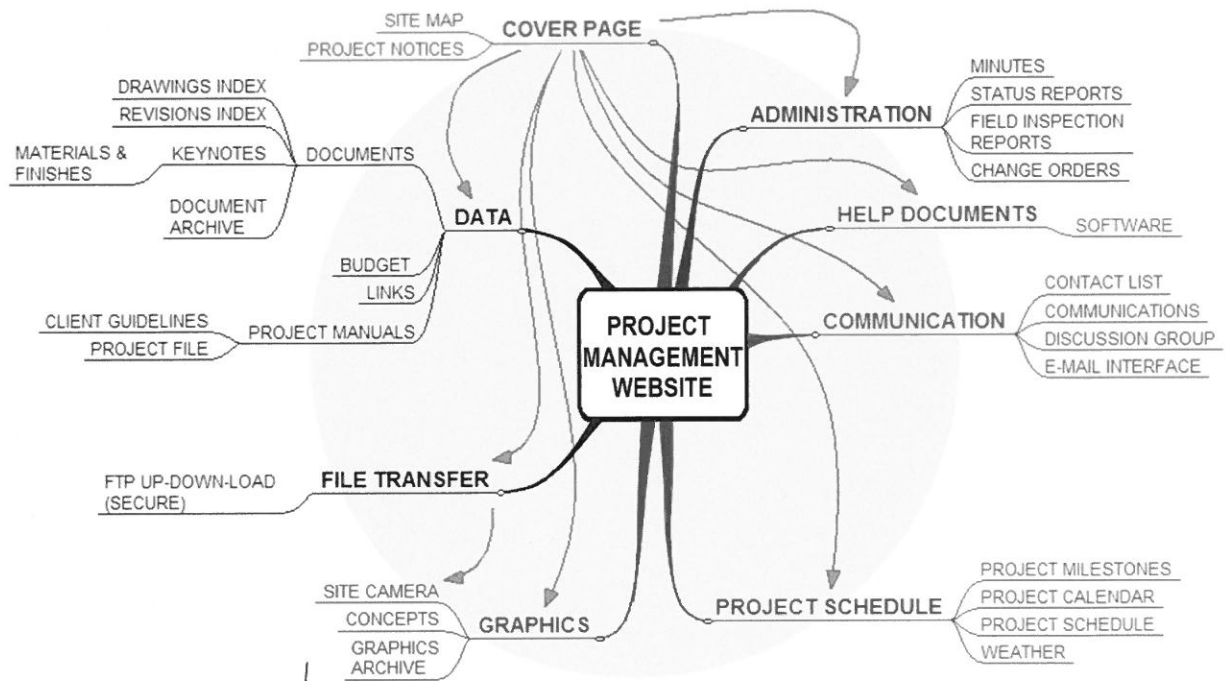 SITE MAP
PROJECT NOTICES
COVER PAGE
DRAWINGS INDEX
REVISIONS INDEX
MATERIALS &
FINISHES
KEYNOTES
DOCUMENTS
DOCUMENT
ARCHIVE
DATA
BUDGET
LINKS
CLIENT GUIDELINES
PROJECT FILE
PROJECT MANUALS
ADMINISTRATION
MINUTES
STATUS REPORTS
FIELD INSPECTION
REPORTS
CHANGE ORDERS
HELP DOCUMENTS
SOFTWARE
PROJECT
MANAGEMENT
WEBSITE
COMMUNICATION
CONTACT LIST
COMMUNICATIONS
DISCUSSION GROUP
E-MAIL INTERFACE
FTP UP-DOWN-LOAD
(SECURE)
FILE TRANSFER
SITE CAMERA
CONCEPTS
GRAPHICS
ARCHIVE
GRAPHICS
PROJECT SCHEDULE
PROJECT MILESTONES
PROJECT CALENDAR
PROJECT SCHEDULE
WEATHER